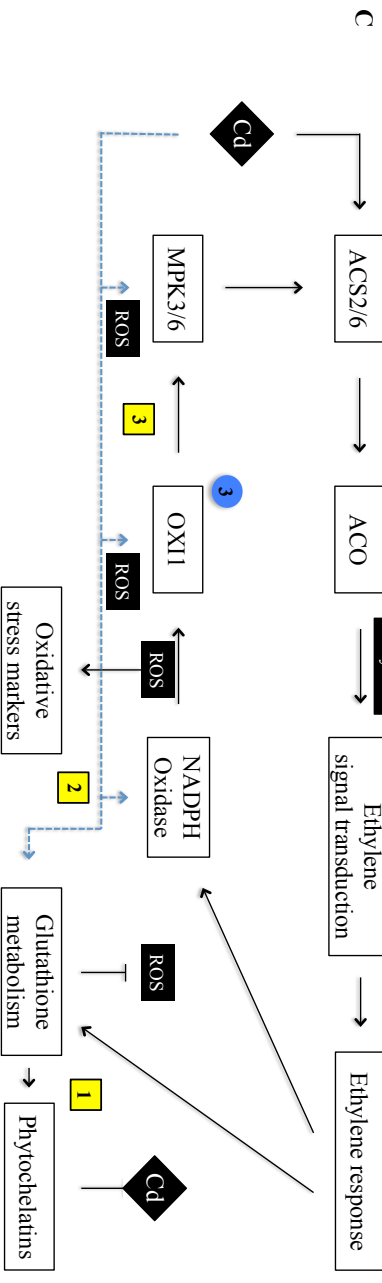 C
Cd
ACS2/6
ACO
Ethylene
signal transduction
Ethylene response
MPK3/6
ROS
3
3
OXI1
ROS
ROS
NADPH
Oxidase
Oxidative
stress markers
2
ROS
Glutathione
metabolism
1
Cd
Phytochelatins